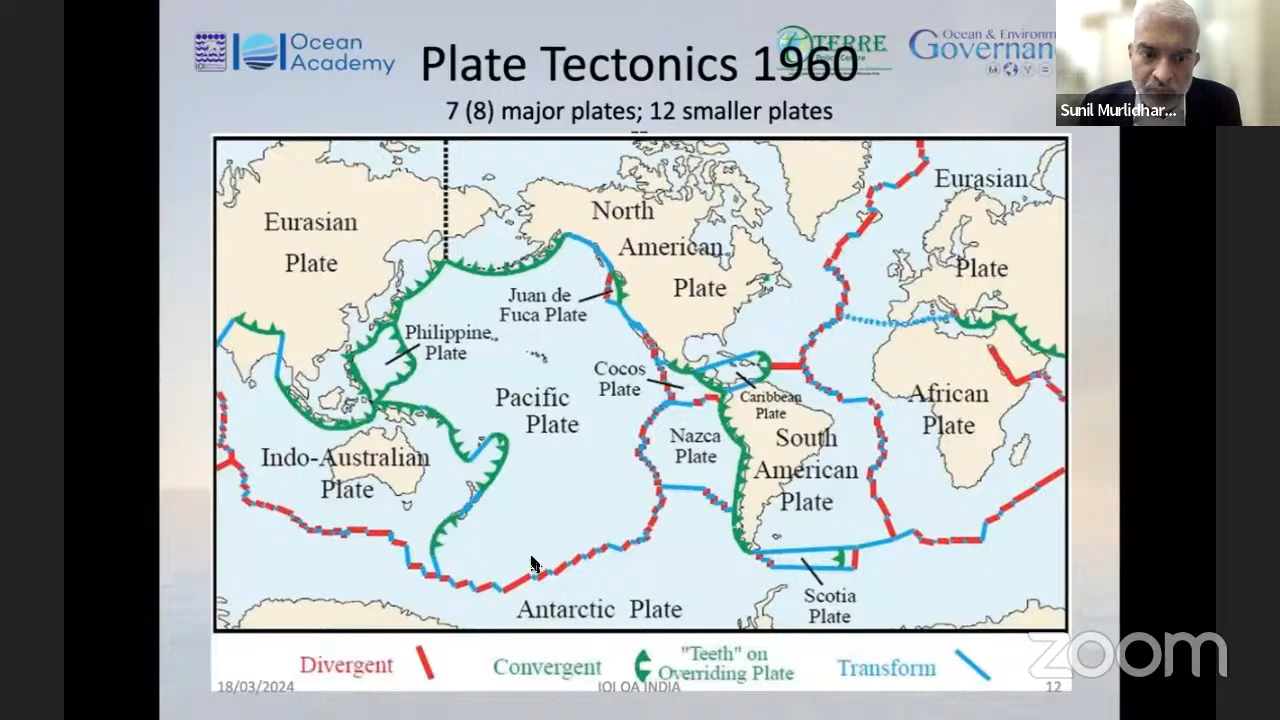 Ocean
Academy
Plate Tectonics 1960
TERRE
Ocean & Environm
Governan
7 (8) major plates; 12 smaller plates
Sunil Murlidhar...
Eurasian
Plate
North
American
Plate
Eurasian
Plate
Juan de
Fuca Plate
Philippine
Plate
Cocos
Plate
Caribbean
Plate
Pacific
Plate
African
Plate
Nazca
Plate
South
American
Plate
Indo-Australian
Plate
Antarctic Plate
Scotia
Plate
Divergent
Convergent
"Teeth" on
Overriding Plate
Transform
18/03/2024
IOI OA INDIA
12
zoom